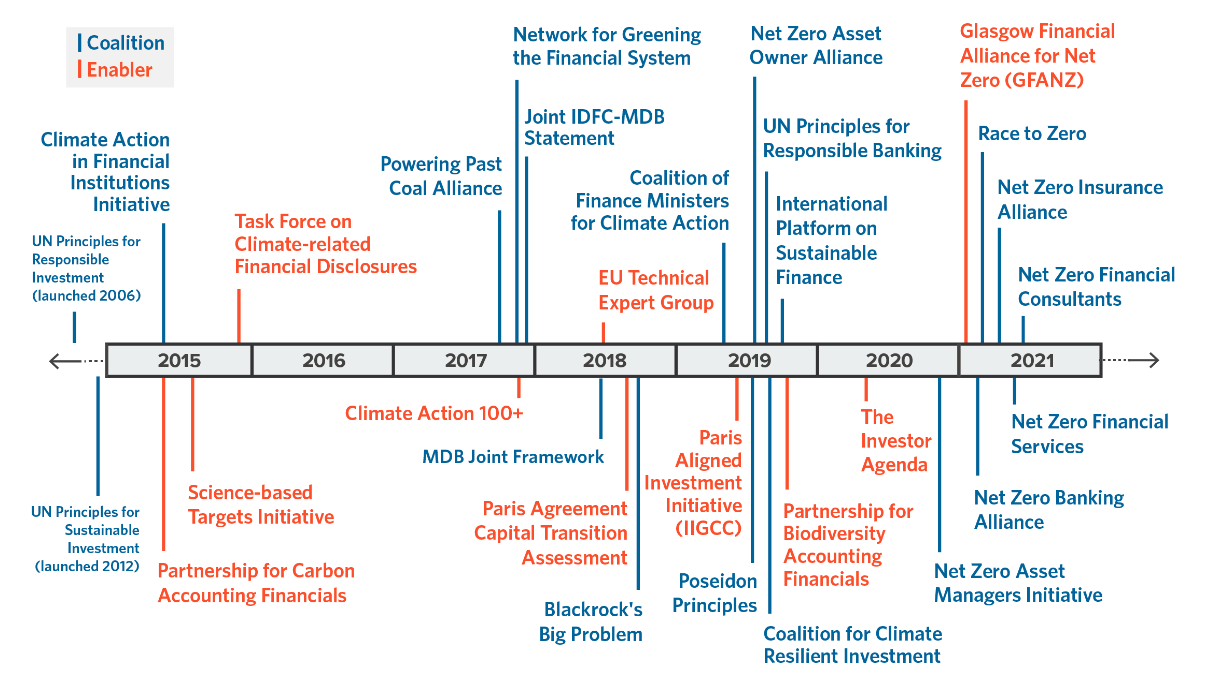 Coalition
Enabler
Climate Action
in Financial
Institutions
Initiative
UN Principles for
Responsible
Investment
(launched 2006)
Task Force on
Climate-related
Financial Disclosures
Powering Past
Coal Alliance
Network for Greening
the Financial System
Joint IDFC-MDB
Statement
EU Technical
Expert Group
Coalition of
Finance Ministers
for Climate Action
Net Zero Asset
Owner Alliance
UN Principles for
Responsible Banking
International
Platform on
Sustainable
Finance
Glasgow Financial
Alliance for Net
Zero (GFANZ)
Race to Zero
Net Zero Insurance
Alliance
Net Zero Financial
Consultants
2015
2016
2017
2018
2019
2020
2021
UN Principles for
Sustainable
Investment
(launched 2012)
Partnership for Carbon
Accounting Financials
Science-based
Targets Initiative
Climate Action 100+
MDB Joint Framework
Paris Agreement
Capital Transition
Assessment
Blackrock's
Big Problem
Paris
Aligned
Investment
Initiative
(IIGCC)
Poseidon
Principles
Coalition for Climate
Resilient Investment
Partnership for
Biodiversity
Accounting
Financials
The
Investor
Agenda
Net Zero Asset
Managers Initiative
Net Zero Banking
Alliance
Net Zero Financial
Services